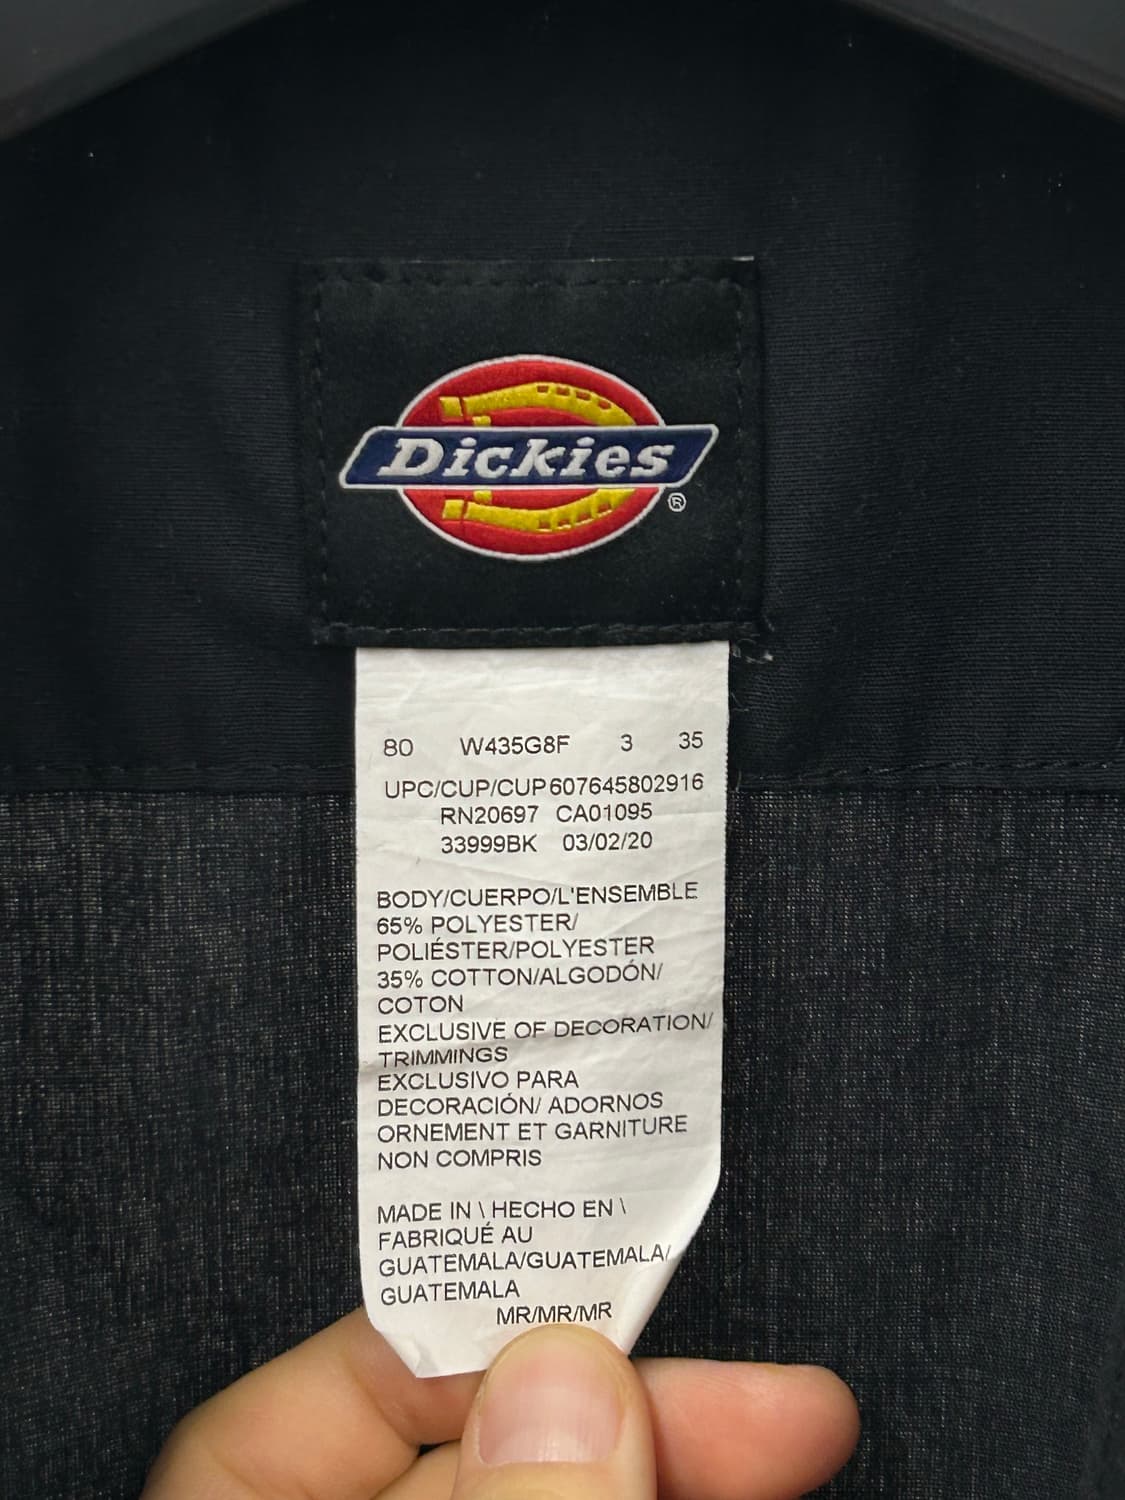 Dickies
®
80 W435G8F 3 35
UPC/CUP/CUP607645802916
RN20697 CA01095
33999BK 03/02/20
BODY/CUERPO/L'ENSEMBLE
65% POLYESTER/
POLIÉSTER/POLYESTER
35% COTTON/ALGODÓN/
COTON
EXCLUSIVE OF DECORATION/
TRIMMINGS
EXCLUSIVO PARA
DECORACIÓN/ ADORNOS
ORNEMENT ET GARNITURE
NON COMPRIS
MADE IN \ HECHO EN \
FABRIQUÉ AU
GUATEMALA/GUATEMALA/
GUATEMALA
MR/MR/MR